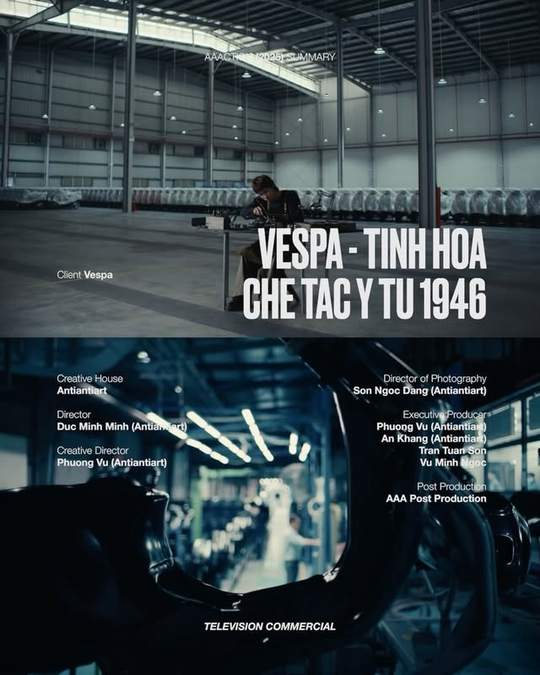 AAACTION (2025) SUMMARY
VESPA - TINH HOA
CHE TAC Y TU 1946
Client Vespa
Creative House
Antiantiart
Director
Duc Minh Minh (Antiantiart)
Creative Director
Phuong Vu (Antiantiart)
Director of Photography
Son Ngoc Dang (Antiantiart)
Executive Producer
Phuong Vu (Antiantiart)
An Khang (Antiantiart)
Tran Tuan Son
Vu Minh Ngoc
Post Production
AAA Post Production
TELEVISION COMMERCIAL